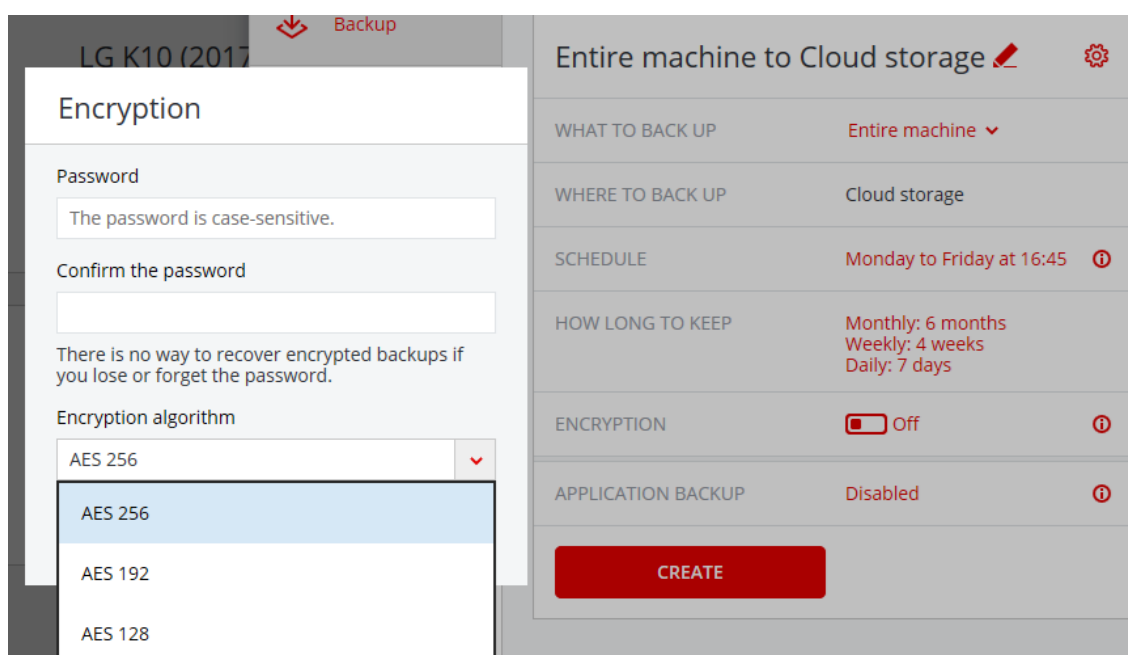 Backup
LG K10 (2017
Encryption
Password
The password is case-sensitive.
Confirm the password
There is no way to recover encrypted backups if
you lose or forget the password.
Encryption algorithm
AES 256
AES 256
AES 192
AES 128
Entire machine to Cloud storage
WHAT TO BACK UP
Entire machine
WHERE TO BACK UP
Cloud storage
SCHEDULE
Monday to Friday at 16:45
HOW LONG TO KEEP
Monthly: 6 months
Weekly: 4 weeks
Daily: 7 days
ENCRYPTION
Off
APPLICATION BACKUP
Disabled
CREATE